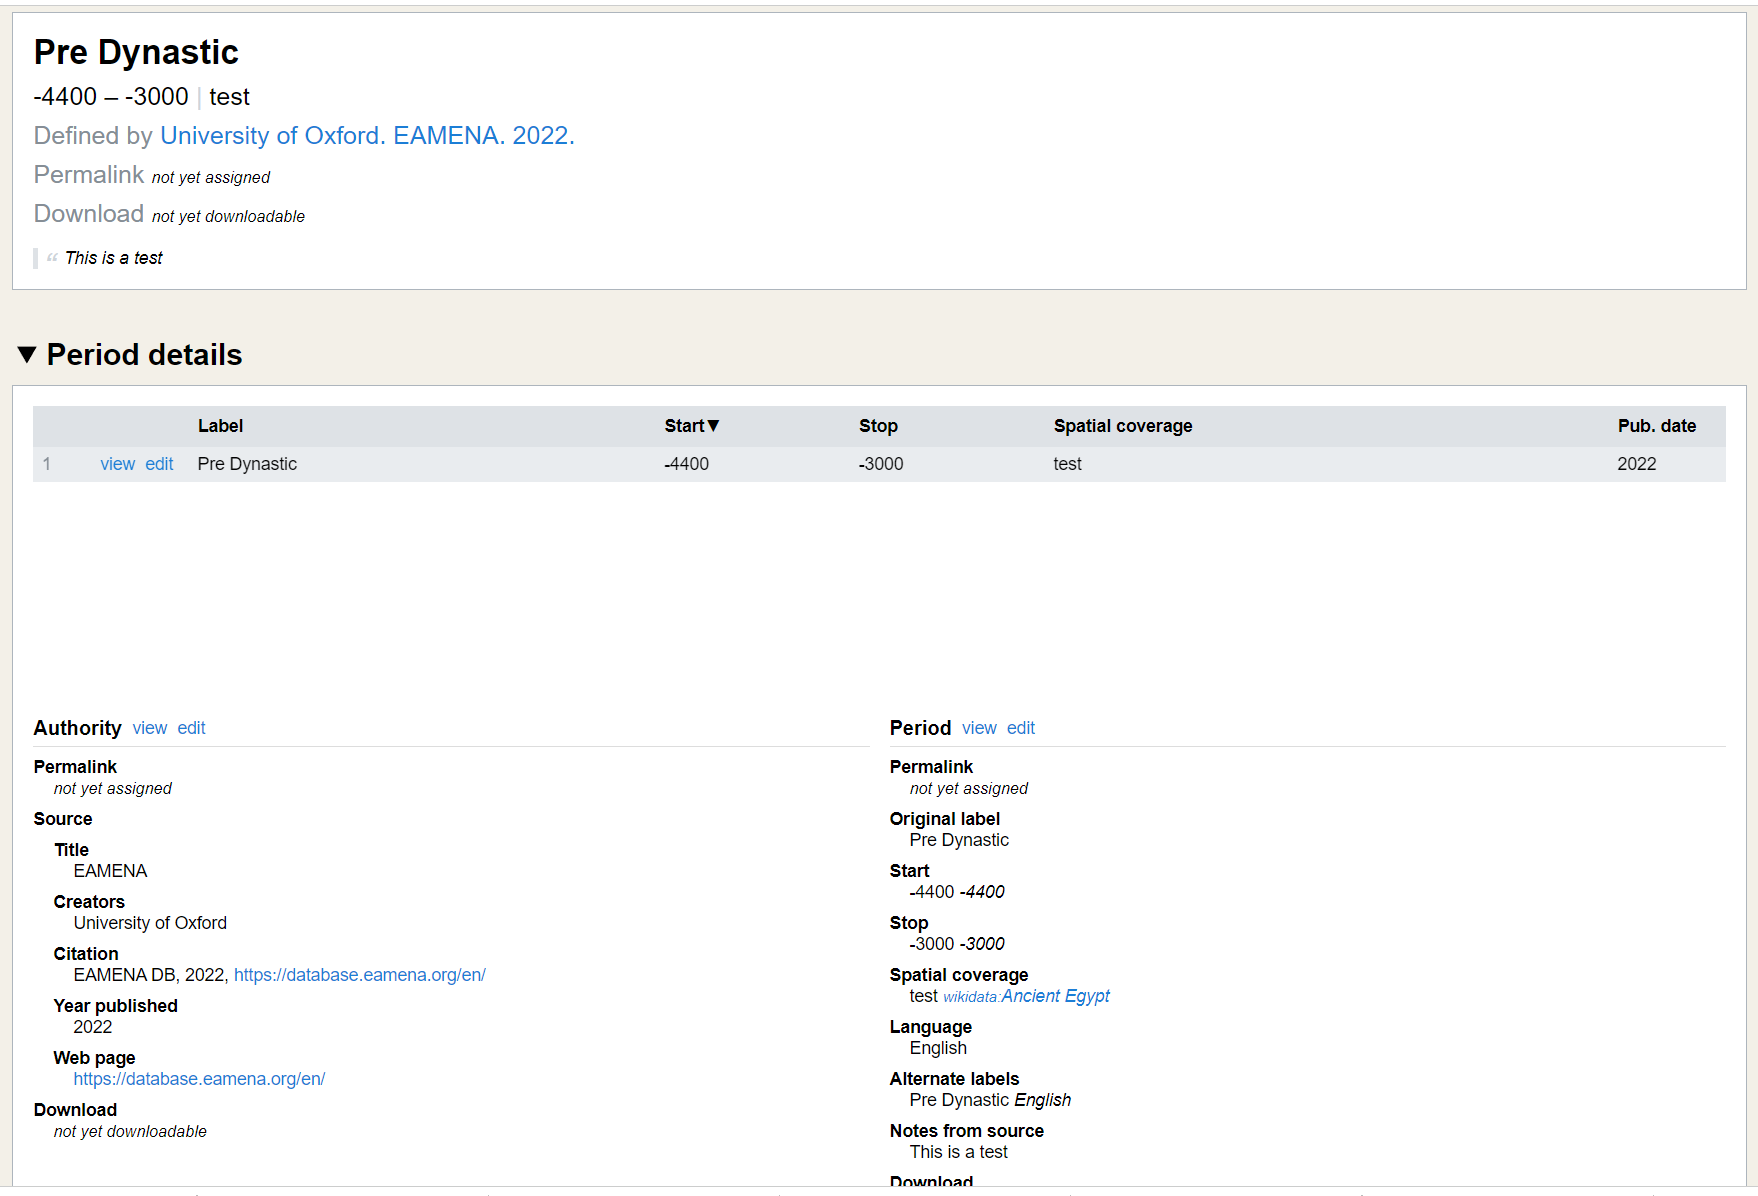 Pre Dynastic
-4400 – -3000 | test
Defined by University of Oxford. EAMENA. 2022.
Permalink not yet assigned
Download not yet downloadable
“ This is a test
▼ Period details
Label Start▼ Stop Spatial coverage Pub. date
1 view edit Pre Dynastic -4400 -3000 test 2022
Authority view edit
Permalink
not yet assigned
Source
Title
EAMENA
Creators
University of Oxford
Citation
EAMENA DB, 2022, https://database.eamena.org/en/
Year published
2022
Web page
https://database.eamena.org/en/
Download
not yet downloadable
Period view edit
Permalink
not yet assigned
Original label
Pre Dynastic
Start
-4400 -4400
Stop
-3000 -3000
Spatial coverage
test wikidata:Ancient Egypt
Language
English
Alternate labels
Pre Dynastic English
Notes from source
This is a test
Download